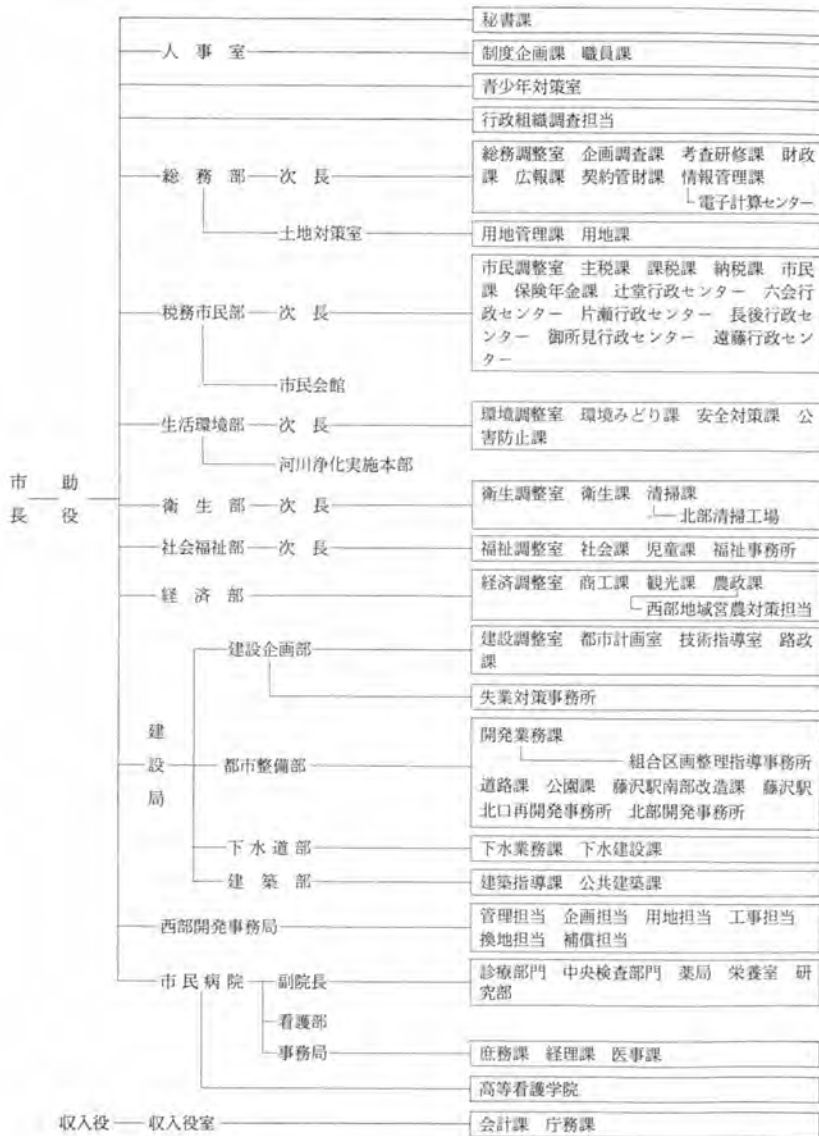 秘書課
人事室 制度企画課 職員課
青少年対策室
行政組織調査担当
総務調整室 企画調査課 考査研修課 財政
総務部 次長 課 広報課 契約管財課 情報管理課
電子計算センター
土地対策室 用地管理課 用地課
市民調整室 主税課 課税課 納税課 市民
課 保険年金課 辻堂行政センター 六会行
税務市民部 次長 政センター 片瀬行政センター 長後行政セ
ンター 御所見行政センター 遠藤行政セン
ター
市民会館
生活環境部 次長 環境調整室 環境みどり課 安全対策課 公
害防止課
河川浄化実施本部
市長 助役
衛生部 次長 衛生調整室 衛生課 清掃課
北部清掃工場
社会福祉部 次長 福祉調整室 社会課 児童課 福祉事務所
経済部 経済調整室 商工課 観光課 農政課
西部地域営農対策担当
建設企画部 建設調整室 都市計画室 技術指導室 路政
課
失業対策事務所
建設局
開発業務課
都市整備部 組合区画整理指導事務所
道路課 公園課 藤沢駅南部改造課 藤沢駅
北口再開発事務所 北部開発事務所
下水道部 下水業務課 下水建設課
建築部 建築指導課 公共建築課
西部開発事務局 管理担当 企画担当 用地担当 工事担当
換地担当 補償担当
市民病院 副院長 診療部門 中央検査部門 薬局 栄養室 研
究部
看護部
事務局 庶務課 経理課 医事課
高等看護学院
収入役 収入役室 会計課 庁務課